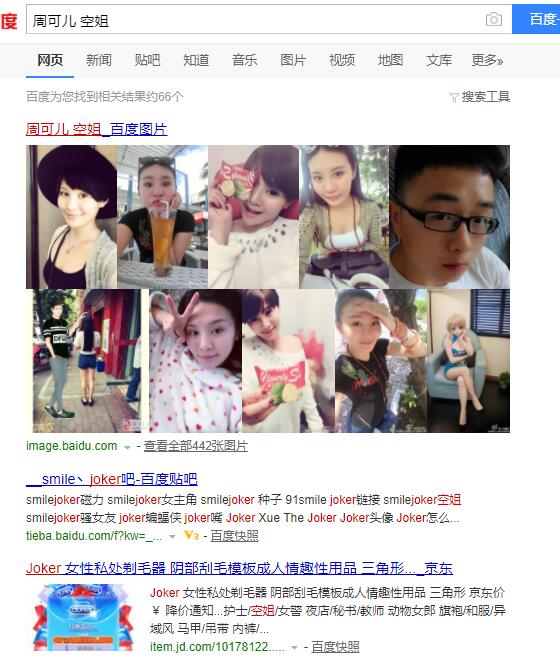 度
周可儿 空姐
百度一
网页 新闻 贴吧 知道 音乐 图片 视频 地图 文库 更多»
百度为您找到相关结果约66个
搜索工具
周可儿 空姐_百度图片
image.baidu.com - 查看全部442张图片
__smile丶joker吧-百度贴吧
smilejoker磁力 smilejoker女主角 smilejoker 种子 91smile joker链接 smilejoker空姐
smilejoker骚女友 joker蝙蝠侠 joker嘴 Joker Xue The Joker Joker头像 Joker怎么...
tieba.baidu.com/f?kw=_... V3 - 百度快照
Joker 女性私处剃毛器 阴部刮毛模板成人情趣性用品 三角形..._京东
Joker 女性私处剃毛器 阴部刮毛模板成人情趣性用品 三角形 京东价
￥ 降价通知...护士/空姐/女警 夜店/秘书/教师 动物女郎 旗袍/和服/异
域风 马甲/吊带 内裤/...
item.jd.com/10178122..... - 百度快照